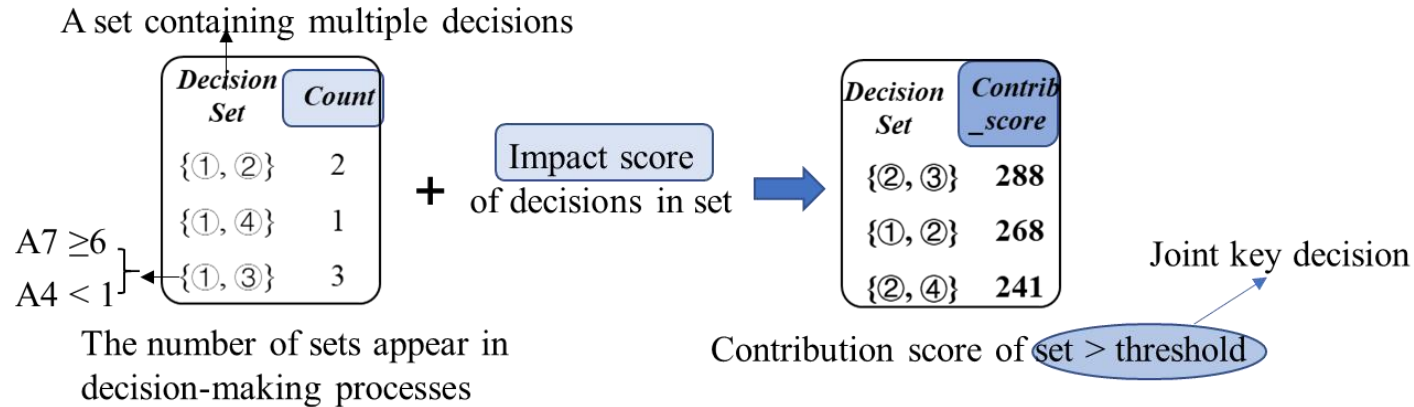 A set containing multiple decisions
Decision Set Count
{①, ②} 2
{①, ④} 1
{①, ③} 3
A7 ≥6
A4 < 1
The number of sets appear in
decision-making processes
+
Impact score
of decisions in set
Decision Set Contrib_score
{②, ③} 288
{①, ②} 268
{②, ④} 241
Joint key decision
Contribution score of set > threshold